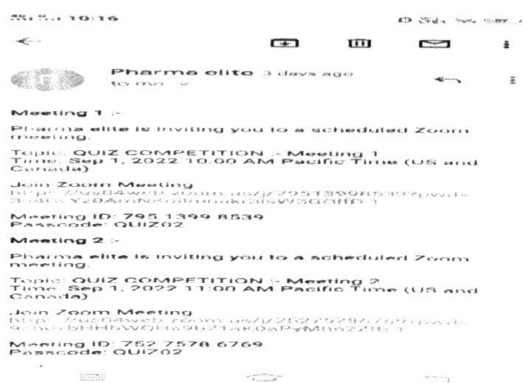 10:16
Pharma elite 3 days ago
to me
Meeting 1 :-
Pharma elite is inviting you to a scheduled Zoom
meeting.
Topic: QUIZ COMPETITION :- Meeting 1
Time: Sep 1, 2022 10:00 AM Pacific Time (US and
Canada)
Join Zoom Meeting
Meeting ID: 795 1399 8539
Passcode: QUIZ02
Meeting 2 :-
Pharma elite is inviting you to a scheduled Zoom
meeting.
Topic: QUIZ COMPETITION :- Meeting 2
Time: Sep 1, 2022 11:00 AM Pacific Time (US and
Canada)
Join Zoom Meeting
Meeting ID: 752 7578 6769
Passcode: QUIZ02